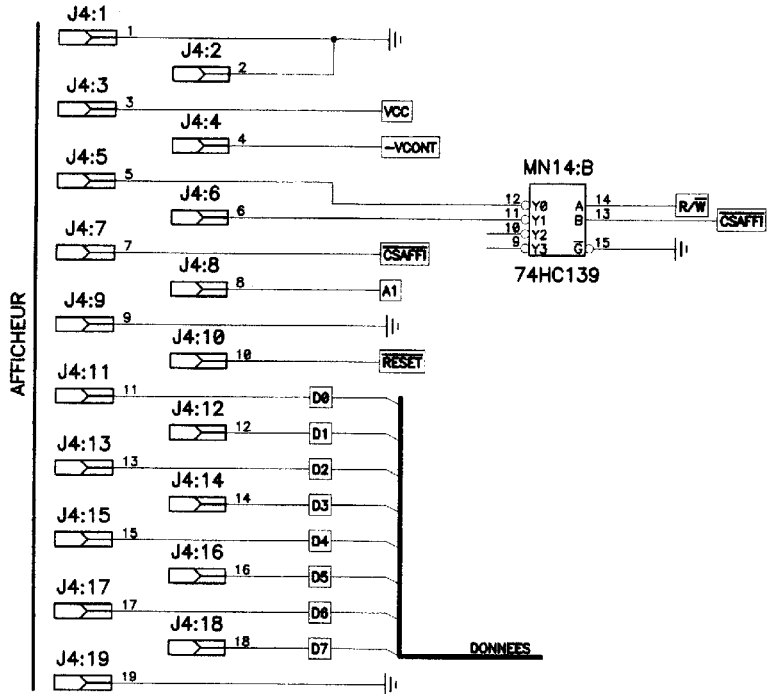 J4:1
1
J4:2
2
J4:3
3
VCC
J4:4
4
-VCONT
J4:5
5
J4:6
6
MN14:B
12 Y0 A 14
R/W̅
11 Y1 B 13
C̅S̅A̅F̅F̅1̅
10 Y2
9 Y3 G̅ 15
74HC139
J4:7
7
C̅S̅A̅F̅F̅1̅
J4:8
8
A1
J4:9
9
J4:10
10
R̅E̅S̅E̅T̅
AFFICHEUR
J4:11
11
D0
J4:12
12
D1
J4:13
13
D2
J4:14
14
D3
J4:15
15
D4
J4:16
16
D5
J4:17
17
D6
J4:18
18
D7
DONNEES
J4:19
19